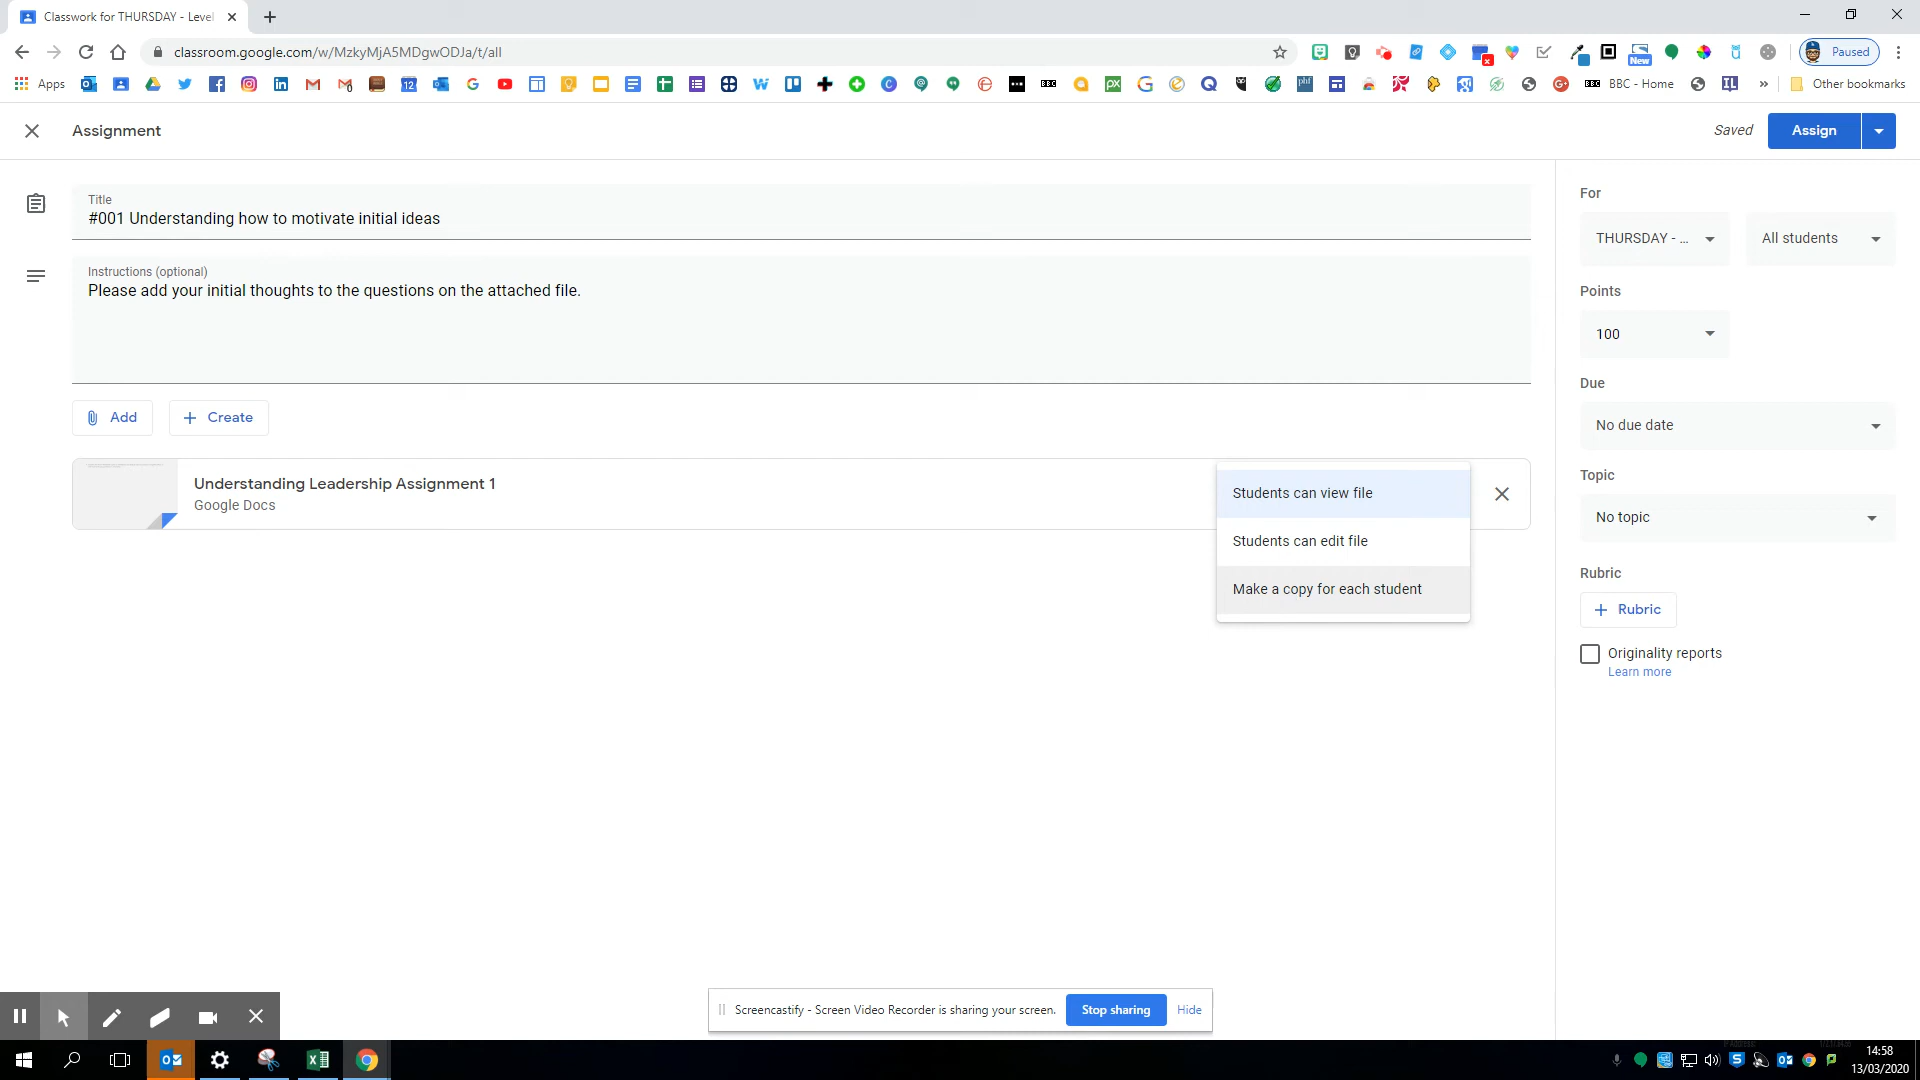 Classwork for THURSDAY - Level
classroom.google.com/w/MzkyMjA5MDgwODJa/t/all
New
Paused
Apps
12
BBC
BBC
BBC - Home
IL
»
Other bookmarks
Assignment
Saved
Assign
Title
#001 Understanding how to motivate initial ideas
Instructions (optional)
Please add your initial thoughts to the questions on the attached file.
Add
Create
Understanding Leadership Assignment 1
Google Docs
Students can view file
Students can edit file
Make a copy for each student
For
THURSDAY - ...
All students
Points
100
Due
No due date
Topic
No topic
Rubric
Rubric
Originality reports
Learn more
Screencastify - Screen Video Recorder is sharing your screen.
Stop sharing
Hide
14:58
13/03/2020